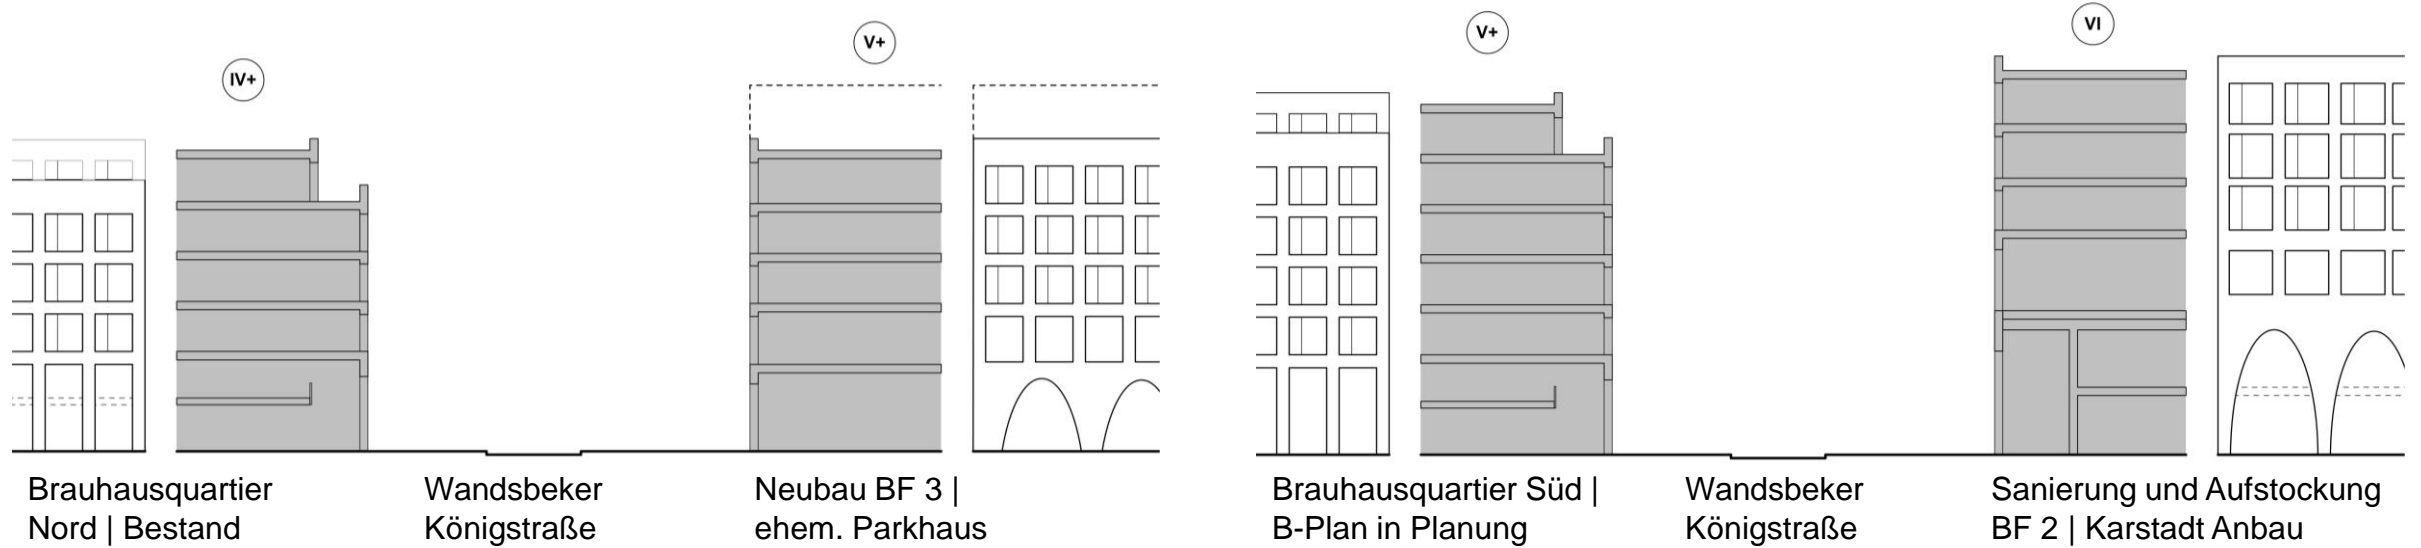 IV+
V+
V+
VI
Brauhausquartier
Nord | Bestand
Wandsbeker
Königstraße
Neubau BF 3 |
ehem. Parkhaus
Brauhausquartier Süd |
B-Plan in Planung
Wandsbeker
Königstraße
Sanierung und Aufstockung
BF 2 | Karstadt Anbau